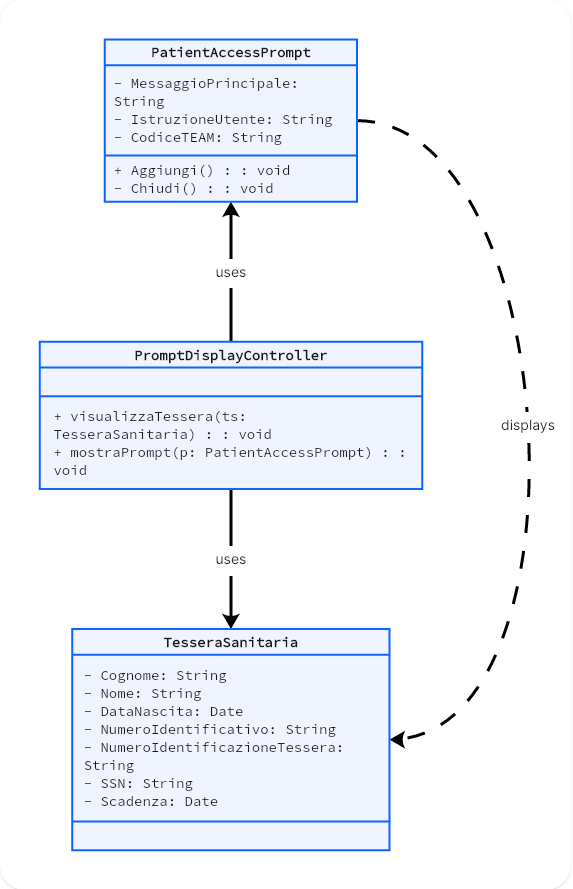 PatientAccessPrompt
- MessaggioPrincipale:
String
- IstruzioneUtente: String
- CodiceTEAM: String
+ Aggiungi() : : void
- Chiudi() : : void
uses
PromptDisplayController
+ visualizzaTessera(ts:
TesseraSanitaria) : : void
+ mostraPrompt(p: PatientAccessPrompt) : :
void
displays
uses
TesseraSanitaria
- Cognome: String
- Nome: String
- DataNascita: Date
- NumeroIdentificativo: String
- NumeroIdentificazioneTessera:
String
- SSN: String
- Scadenza: Date